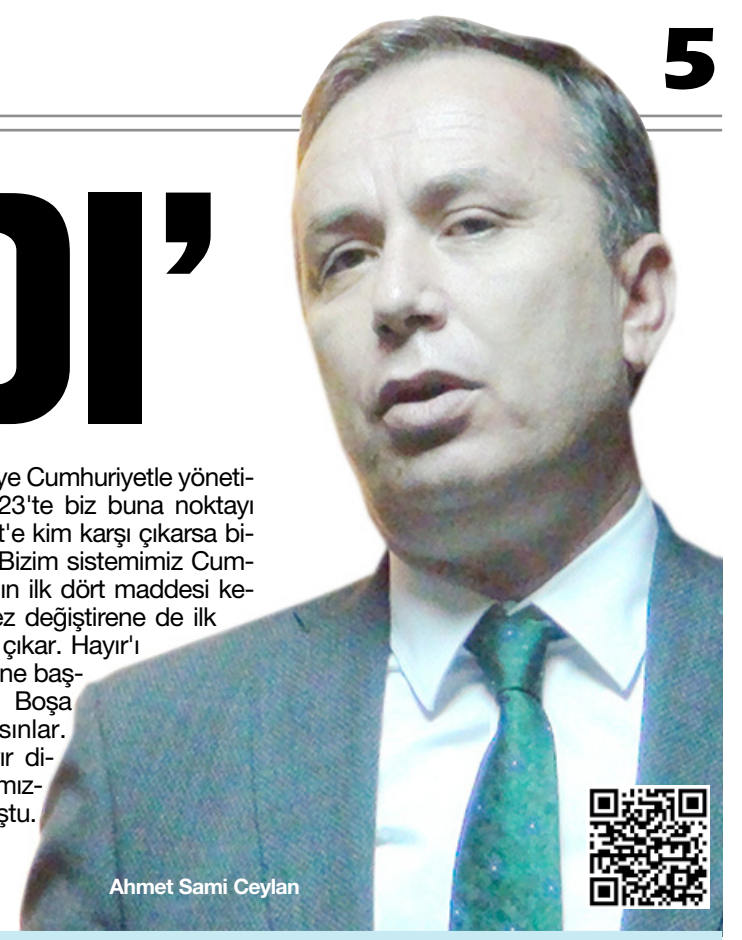 5
DI’
ye Cumhuriyetle yöneti-
23'te biz buna noktayı
t'e kim karşı çıkarsa bi-
Bizim sistemimiz Cum-
ın ilk dört maddesi ke-
ez değiştirene de ilk
çıkar. Hayır'ı
ne baş-
Boşa
sınlar.
ır di-
mız-
ştu.
Ahmet Sami Ceylan